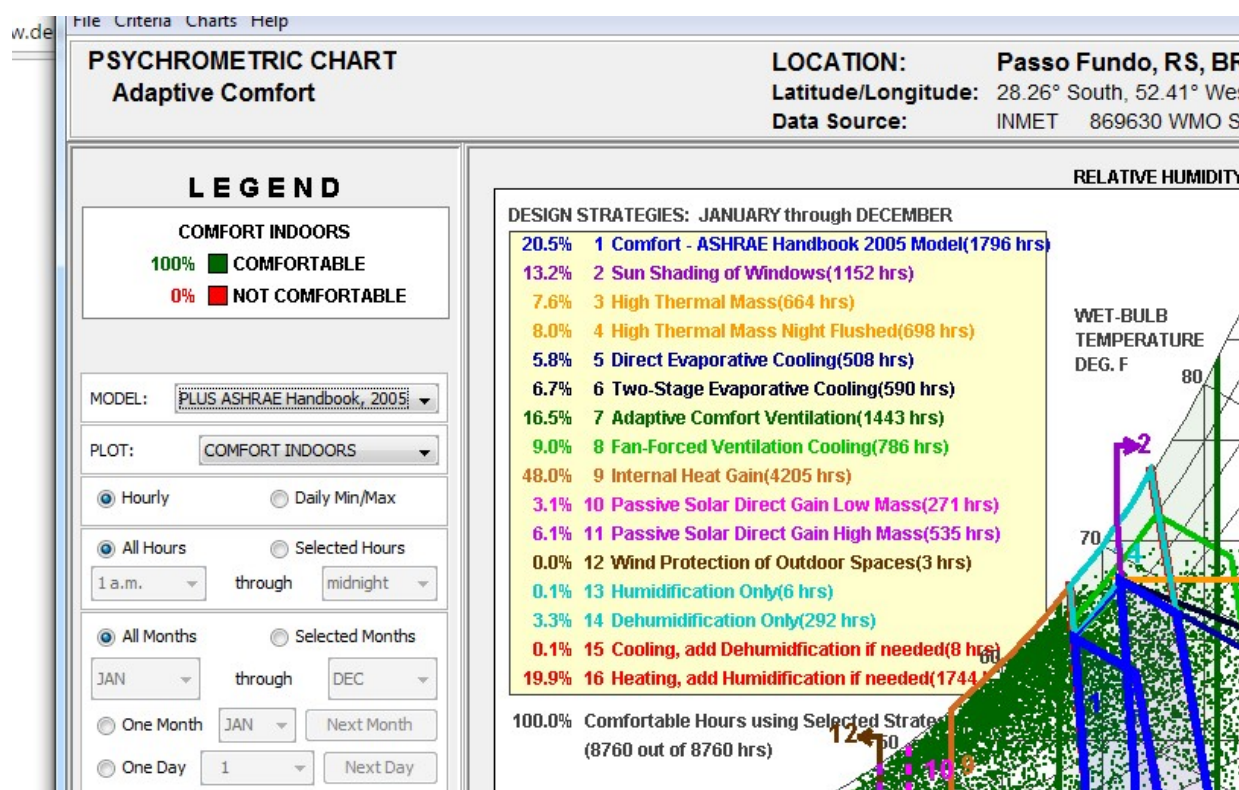 w.de
File Criteria Charts Help
PSYCHROMETRIC CHART
Adaptive Comfort
LOCATION: Passo Fundo, RS,
Latitude/Longitude: 28.26° South, 52.41°
Data Source: INMET 869630 WMO
LEGEND
COMFORT INDOORS
100% COMFORTABLE
0% NOT COMFORTABLE
MODEL: PLUS ASHRAE Handbook, 2005
PLOT: COMFORT INDOORS
Hourly Daily Min/Max
All Hours Selected Hours
1 a.m. through midnight
All Months Selected Months
JAN through DEC
One Month JAN Next Month
One Day 1 Next Day
RELATIVE HUMIDITY
DESIGN STRATEGIES: JANUARY through DECEMBER
20.5% 1 Comfort - ASHRAE Handbook 2005 Model(1796 hrs)
13.2% 2 Sun Shading of Windows(1152 hrs)
7.6% 3 High Thermal Mass(664 hrs)
8.0% 4 High Thermal Mass Night Flushed(698 hrs)
5.8% 5 Direct Evaporative Cooling(508 hrs)
6.7% 6 Two-Stage Evaporative Cooling(590 hrs)
16.5% 7 Adaptive Comfort Ventilation(1443 hrs)
9.0% 8 Fan-Forced Ventilation Cooling(786 hrs)
48.0% 9 Internal Heat Gain(4205 hrs)
3.1% 10 Passive Solar Direct Gain Low Mass(271 hrs)
6.1% 11 Passive Solar Direct Gain High Mass(535 hrs)
0.0% 12 Wind Protection of Outdoor Spaces(3 hrs)
0.1% 13 Humidification Only(6 hrs)
3.3% 14 Dehumidification Only(292 hrs)
0.1% 15 Cooling, add Dehumidfication if needed(8 hrs)
19.9% 16 Heating, add Humidification if needed(1744
100.0% Comfortable Hours using Selected
(8760 out of 8760 hrs)
WET-BULB
TEMPERATURE
DEG. F
80
2
70
4
60
1
12
50
10
9